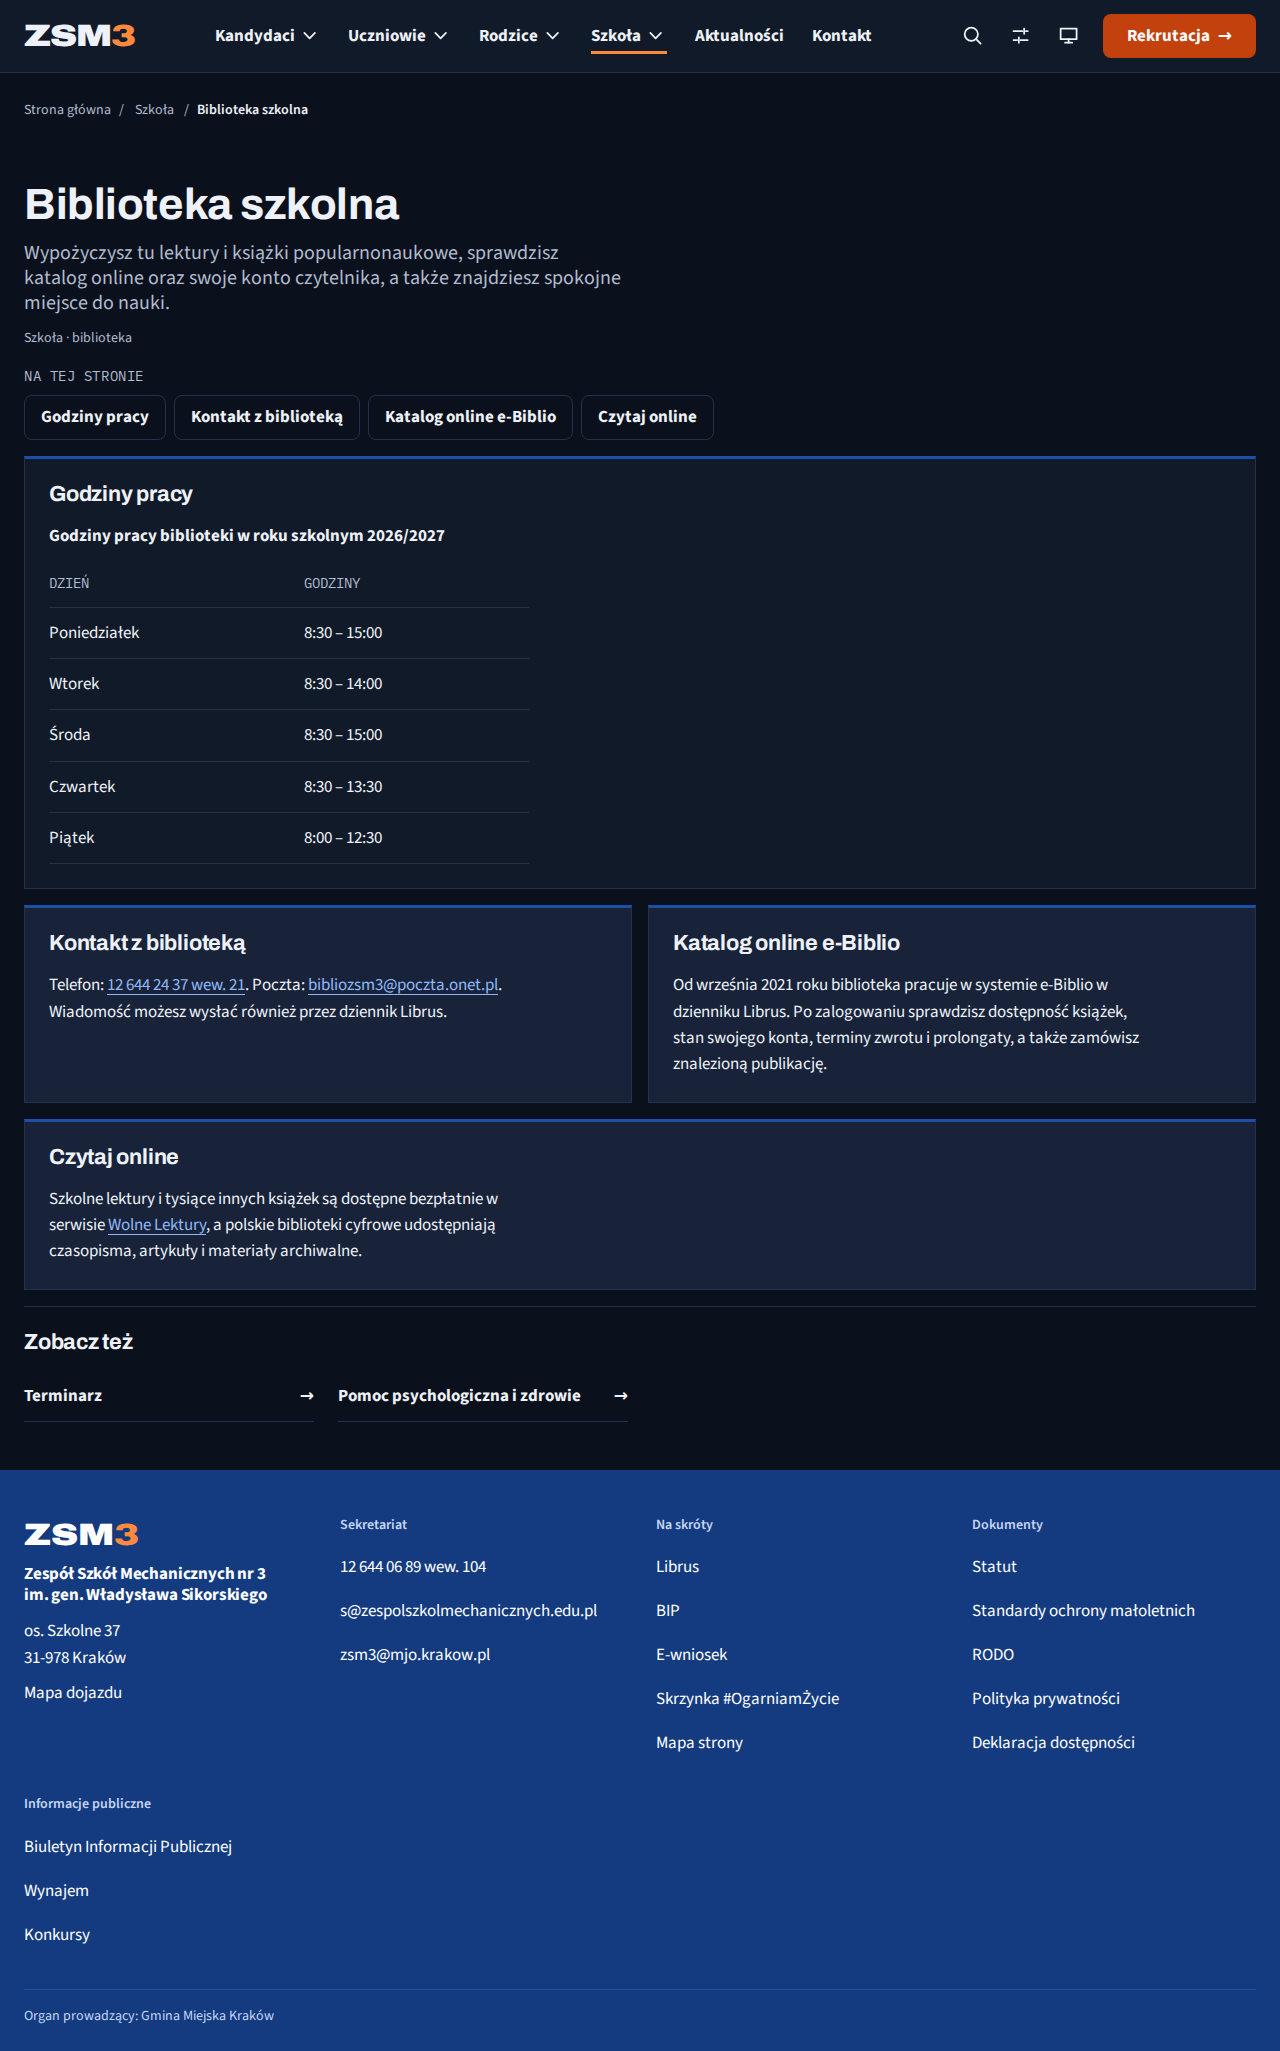 ZSM3
Kandydaci
Uczniowie
Rodzice
Szkoła
Aktualności
Kontakt
Rekrutacja →
Strona główna / Szkoła / Biblioteka szkolna
Biblioteka szkolna
Wypożyczysz tu lektury i książki popularnonaukowe, sprawdzisz
katalog online oraz swoje konto czytelnika, a także znajdziesz spokojne
miejsce do nauki.
Szkoła · biblioteka
NA TEJ STRONIE
Godziny pracy
Kontakt z biblioteką
Katalog online e-Biblio
Czytaj online
Godziny pracy
Godziny pracy biblioteki w roku szkolnym 2026/2027
DZIEŃ GODZINY
Poniedziałek 8:30 – 15:00
Wtorek 8:30 – 14:00
Środa 8:30 – 15:00
Czwartek 8:30 – 13:30
Piątek 8:00 – 12:30
Kontakt z biblioteką
Telefon: 12 644 24 37 wew. 21. Poczta: bibliozsm3@poczta.onet.pl.
Wiadomość możesz wysłać również przez dziennik Librus.
Katalog online e-Biblio
Od września 2021 roku biblioteka pracuje w systemie e-Biblio w
dzienniku Librus. Po zalogowaniu sprawdzisz dostępność książek,
stan swojego konta, terminy zwrotu i prolongaty, a także zamówisz
znalezioną publikację.
Czytaj online
Szkolne lektury i tysiące innych książek są dostępne bezpłatnie w
serwisie Wolne Lektury, a polskie biblioteki cyfrowe udostępniają
czasopisma, artykuły i materiały archiwalne.
Zobacz też
Terminarz →
Pomoc psychologiczna i zdrowie →
ZSM3
Zespół Szkół Mechanicznych nr 3
im. gen. Władysława Sikorskiego
os. Szkolne 37
31-978 Kraków
Mapa dojazdu
Sekretariat
12 644 06 89 wew. 104
s@zespolszkolmechanicznych.edu.pl
zsm3@mjo.krakow.pl
Na skróty
Librus
BIP
E-wniosek
Skrzynka #OgarniamŻycie
Mapa strony
Dokumenty
Statut
Standardy ochrony małoletnich
RODO
Polityka prywatności
Deklaracja dostępności
Informacje publiczne
Biuletyn Informacji Publicznej
Wynajem
Konkursy
Organ prowadzący: Gmina Miejska Kraków